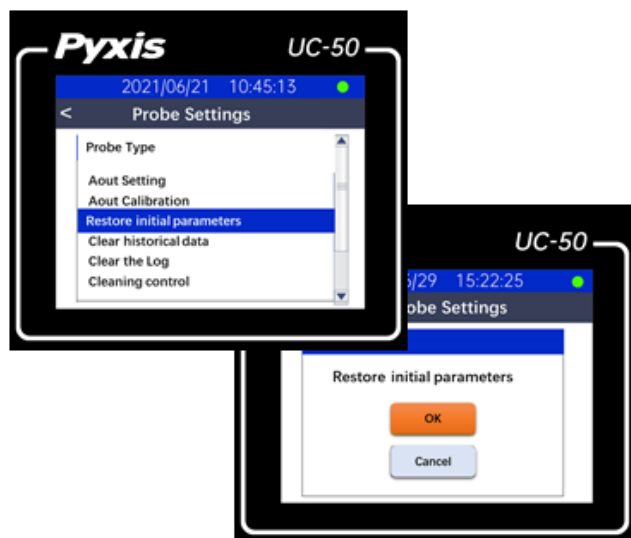 Pyxis UC-50
2021/06/21 10:45:13
< Probe Settings
Probe Type
Aout Setting
Aout Calibration
Restore initial parameters
Clear historical data
Clear the Log
Cleaning control
UC-50
/29 15:22:25
obe Settings
Restore initial parameters
OK
Cancel